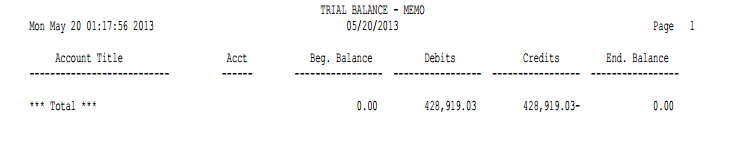 TRIAL BALANCE - MEMO
Mon May 20 01:17:56 2013 05/20/2013 Page 1
Account Title Acct Beg. Balance Debits Credits End. Balance
--------------------------- ------ ----------------- ----------------- ----------------- -----------------
*** Total *** 0.00 428,919.03 428,919.03- 0.00